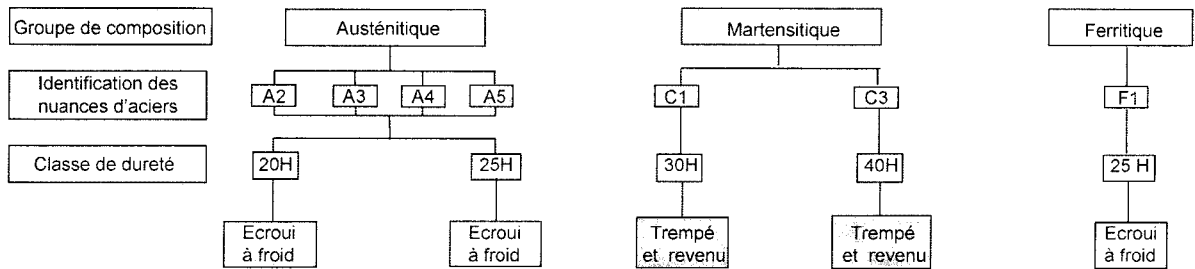 Groupe de composition
Austénitique
Martensitique
Ferritique
Identification des
nuances d'aciers
A2 A3 A4 A5 C1 C3 F1
Classe de dureté
20H 25H 30H 40H 25 H
Ecroui
à froid
Ecroui
à froid
Trempé
et revenu
Trempé
et revenu
Ecroui
à froid